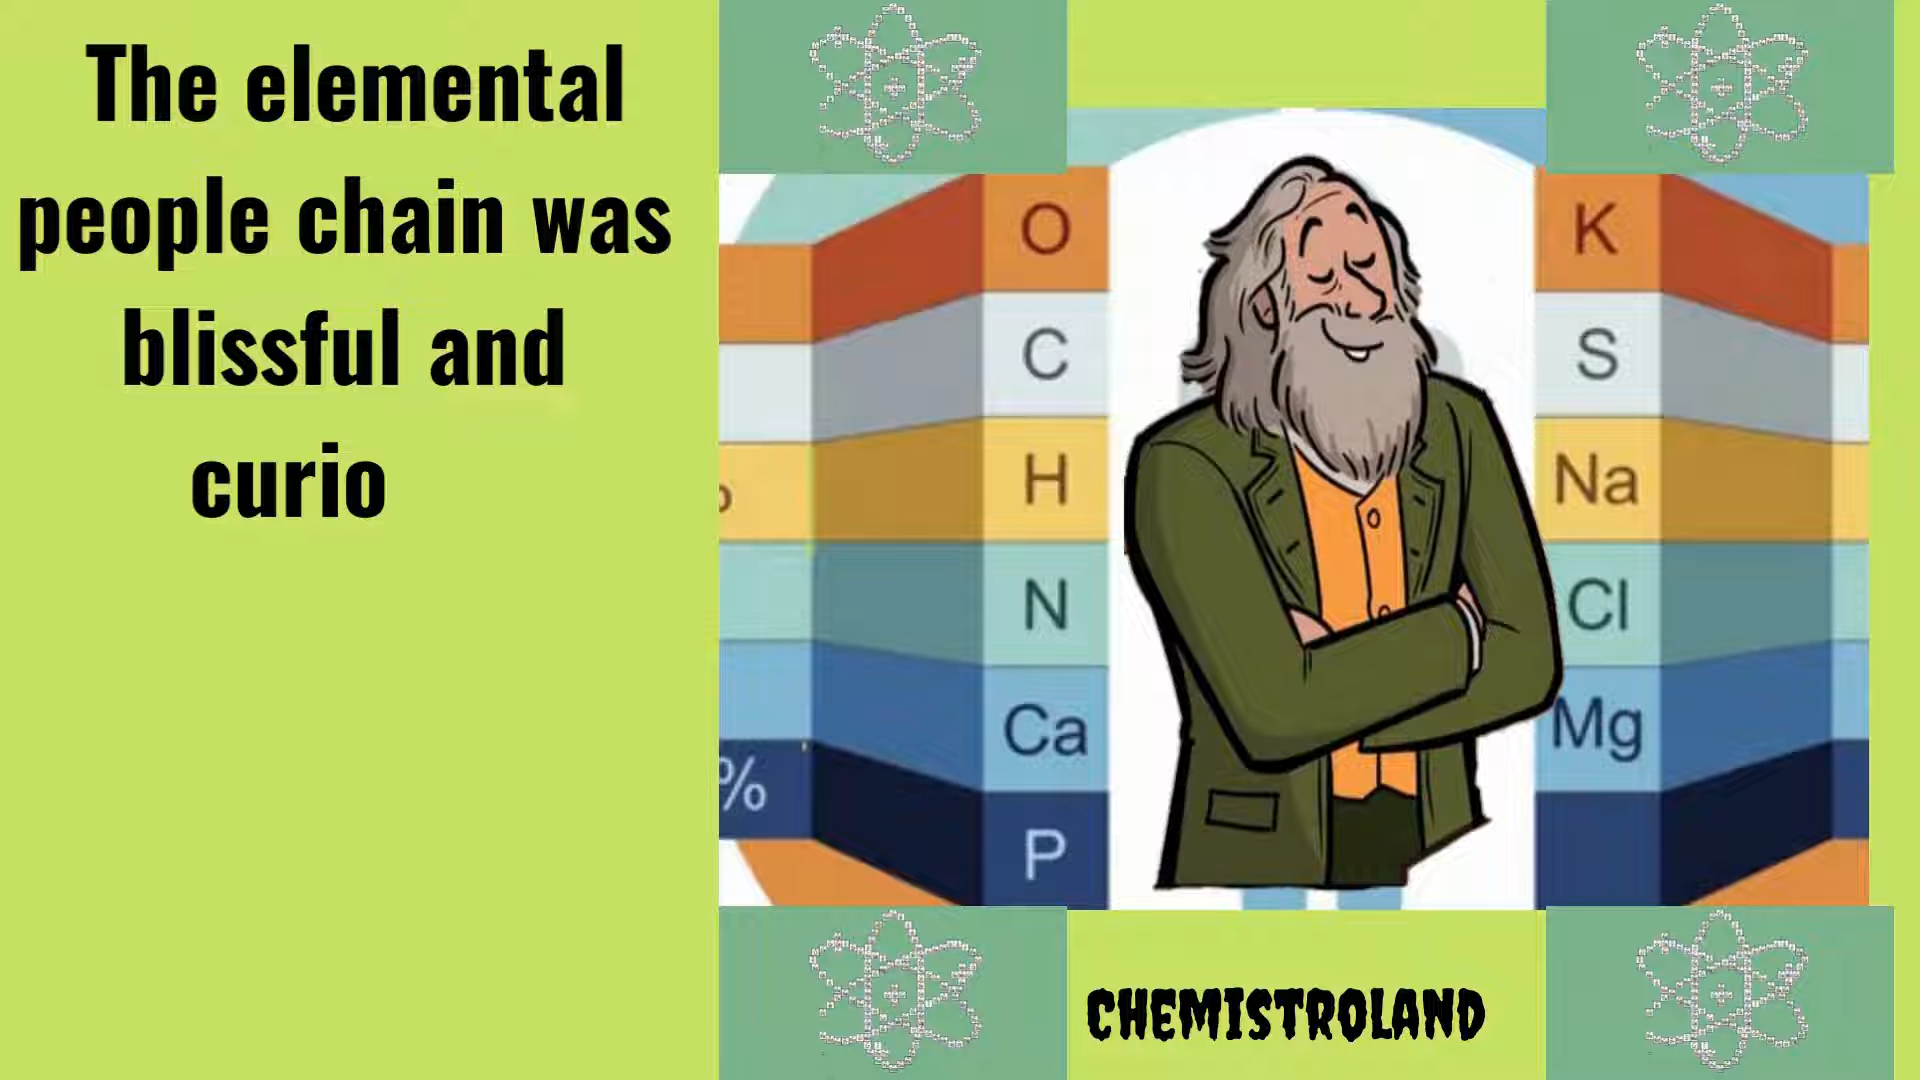 The elemental
people chain was
blissful and
curio
O
C
H
N
Ca
P
K
S
Na
Cl
Mg
%
CHEMISTROLAND